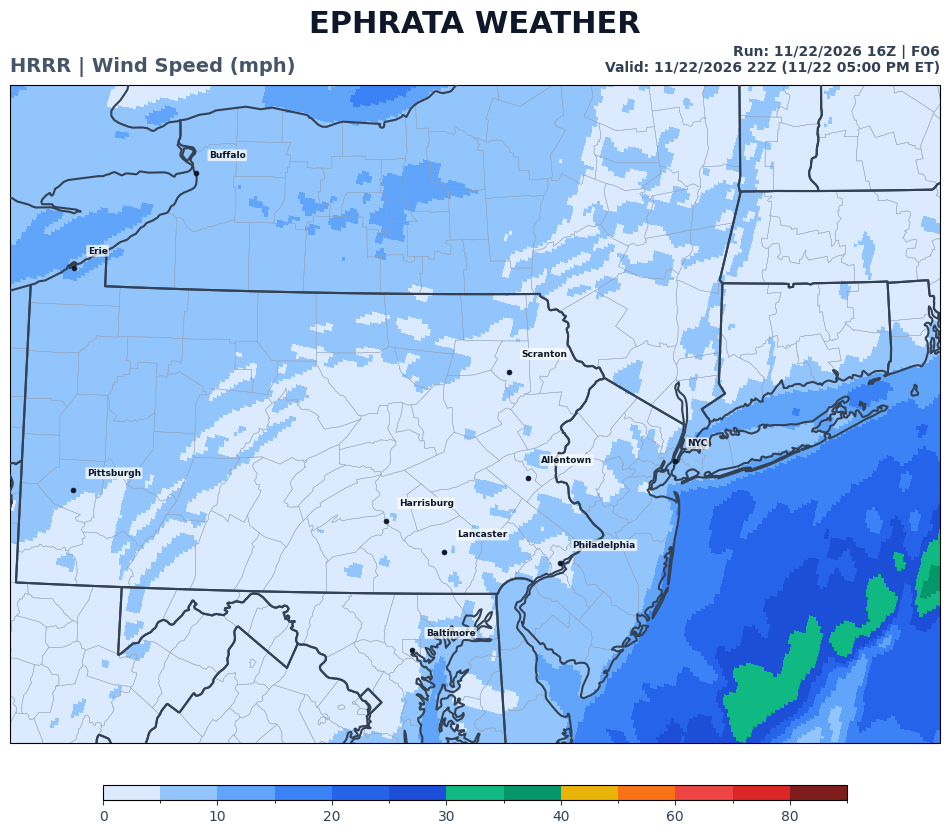 EPHRATA WEATHER
Run: 11/22/2026 16Z | F06
HRRR | Wind Speed (mph)
Valid: 11/22/2026 22Z (11/22 05:00 PM ET)
Buffalo
Erie
Scranton
NYC
Allentown
Pittsburgh
Harrisburg
Lancaster
Philadelphia
Baltimore
0 10 20 30 40 50 60 70 80